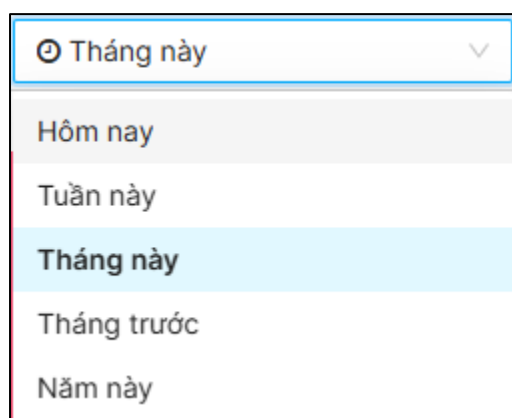 Tháng này
Hôm nay
Tuần này
Tháng này
Tháng trước
Năm này